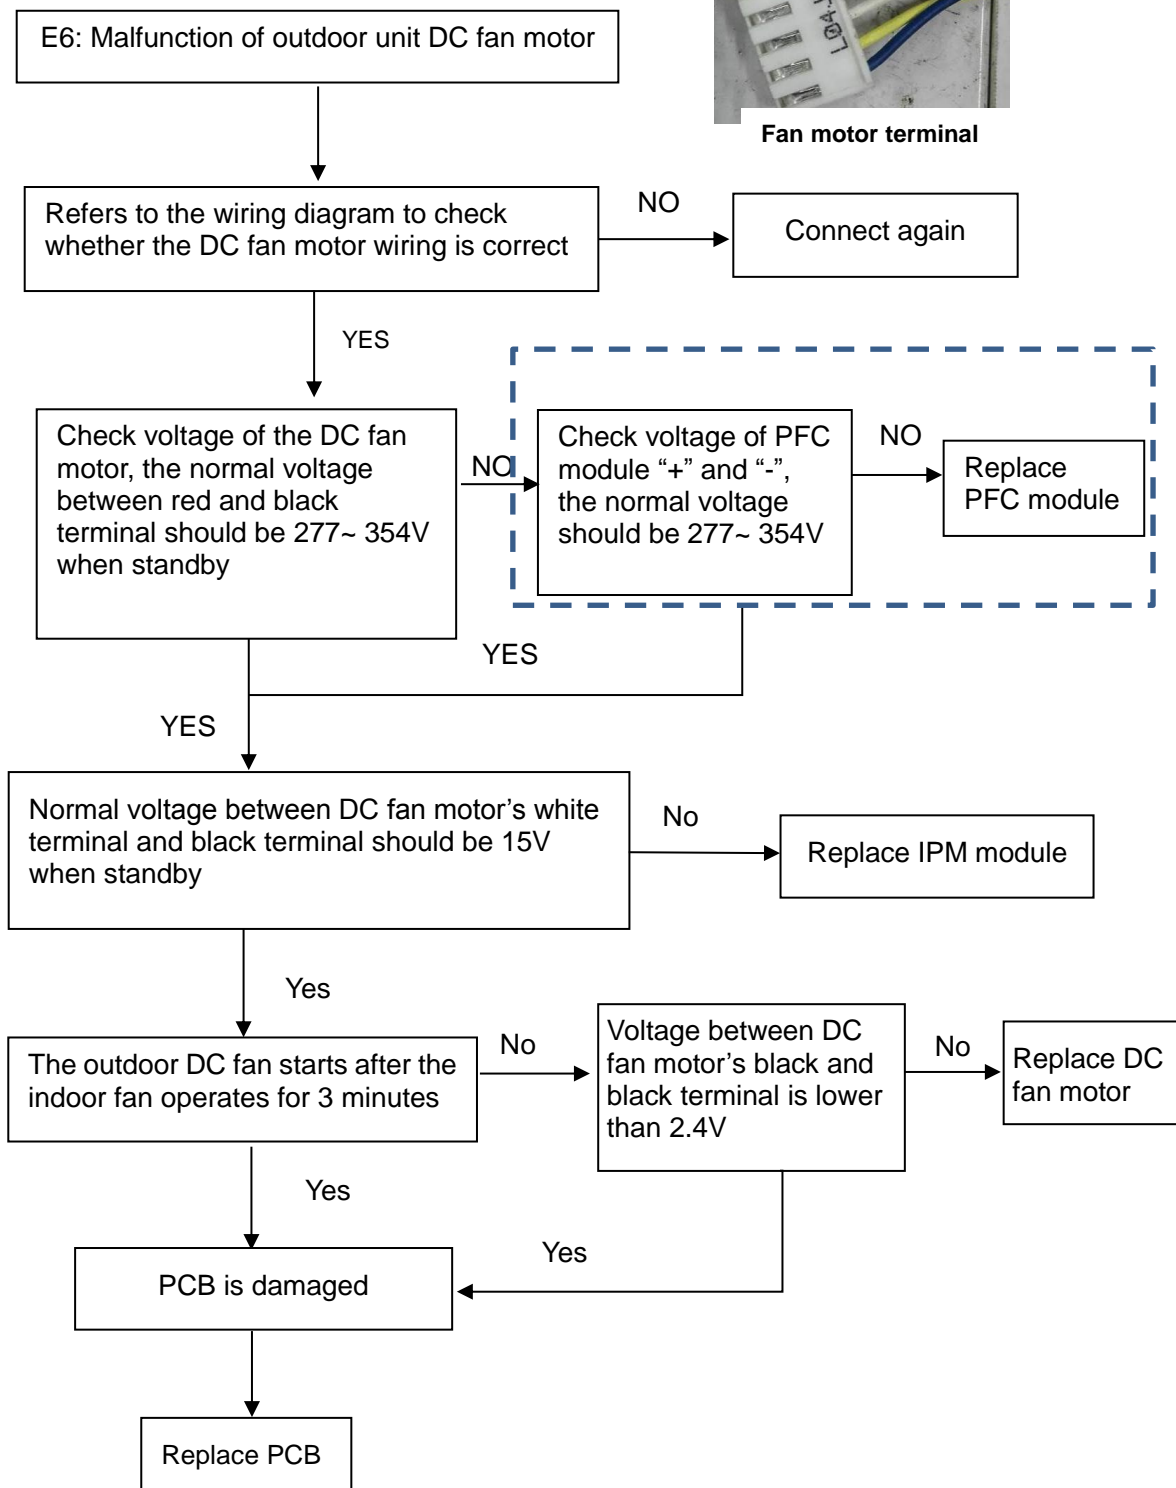 E6: Malfunction of outdoor unit DC fan motor
L04
Fan motor terminal
Refers to the wiring diagram to check
whether the DC fan motor wiring is correct
NO
Connect again
YES
Check voltage of the DC fan
motor, the normal voltage
between red and black
terminal should be 277~ 354V
when standby
NO
Check voltage of PFC
module “+” and “-”,
the normal voltage
should be 277~ 354V
NO
Replace
PFC module
YES
YES
Normal voltage between DC fan motor’s white
terminal and black terminal should be 15V
when standby
No
Replace IPM module
Yes
The outdoor DC fan starts after the
indoor fan operates for 3 minutes
No
Voltage between DC
fan motor’s black and
black terminal is lower
than 2.4V
No
Replace DC
fan motor
Yes
Yes
PCB is damaged
Replace PCB